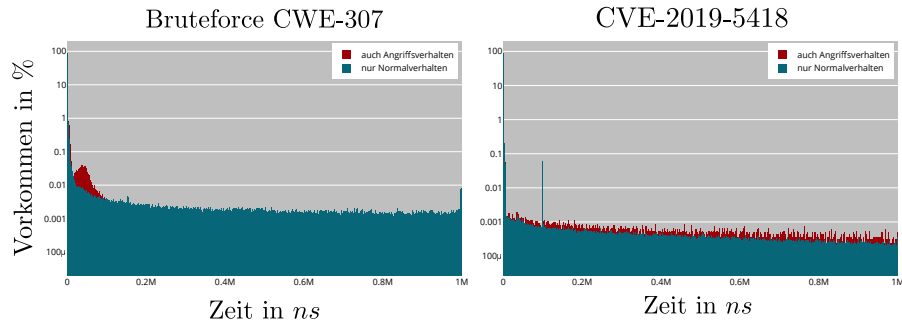 Bruteforce CWE-307
CVE-2019-5418
Vorkommen in %
100
10
1
0.1
0.01
0.001
100µ
auch Angriffsverhalten
nur Normalverhalten
0
0.2M
0.4M
0.6M
0.8M
1M
Zeit in ns
100
10
1
0.1
0.01
0.001
100µ
auch Angriffsverhalten
nur Normalverhalten
0
0.2M
0.4M
0.6M
0.8M
1M
Zeit in ns